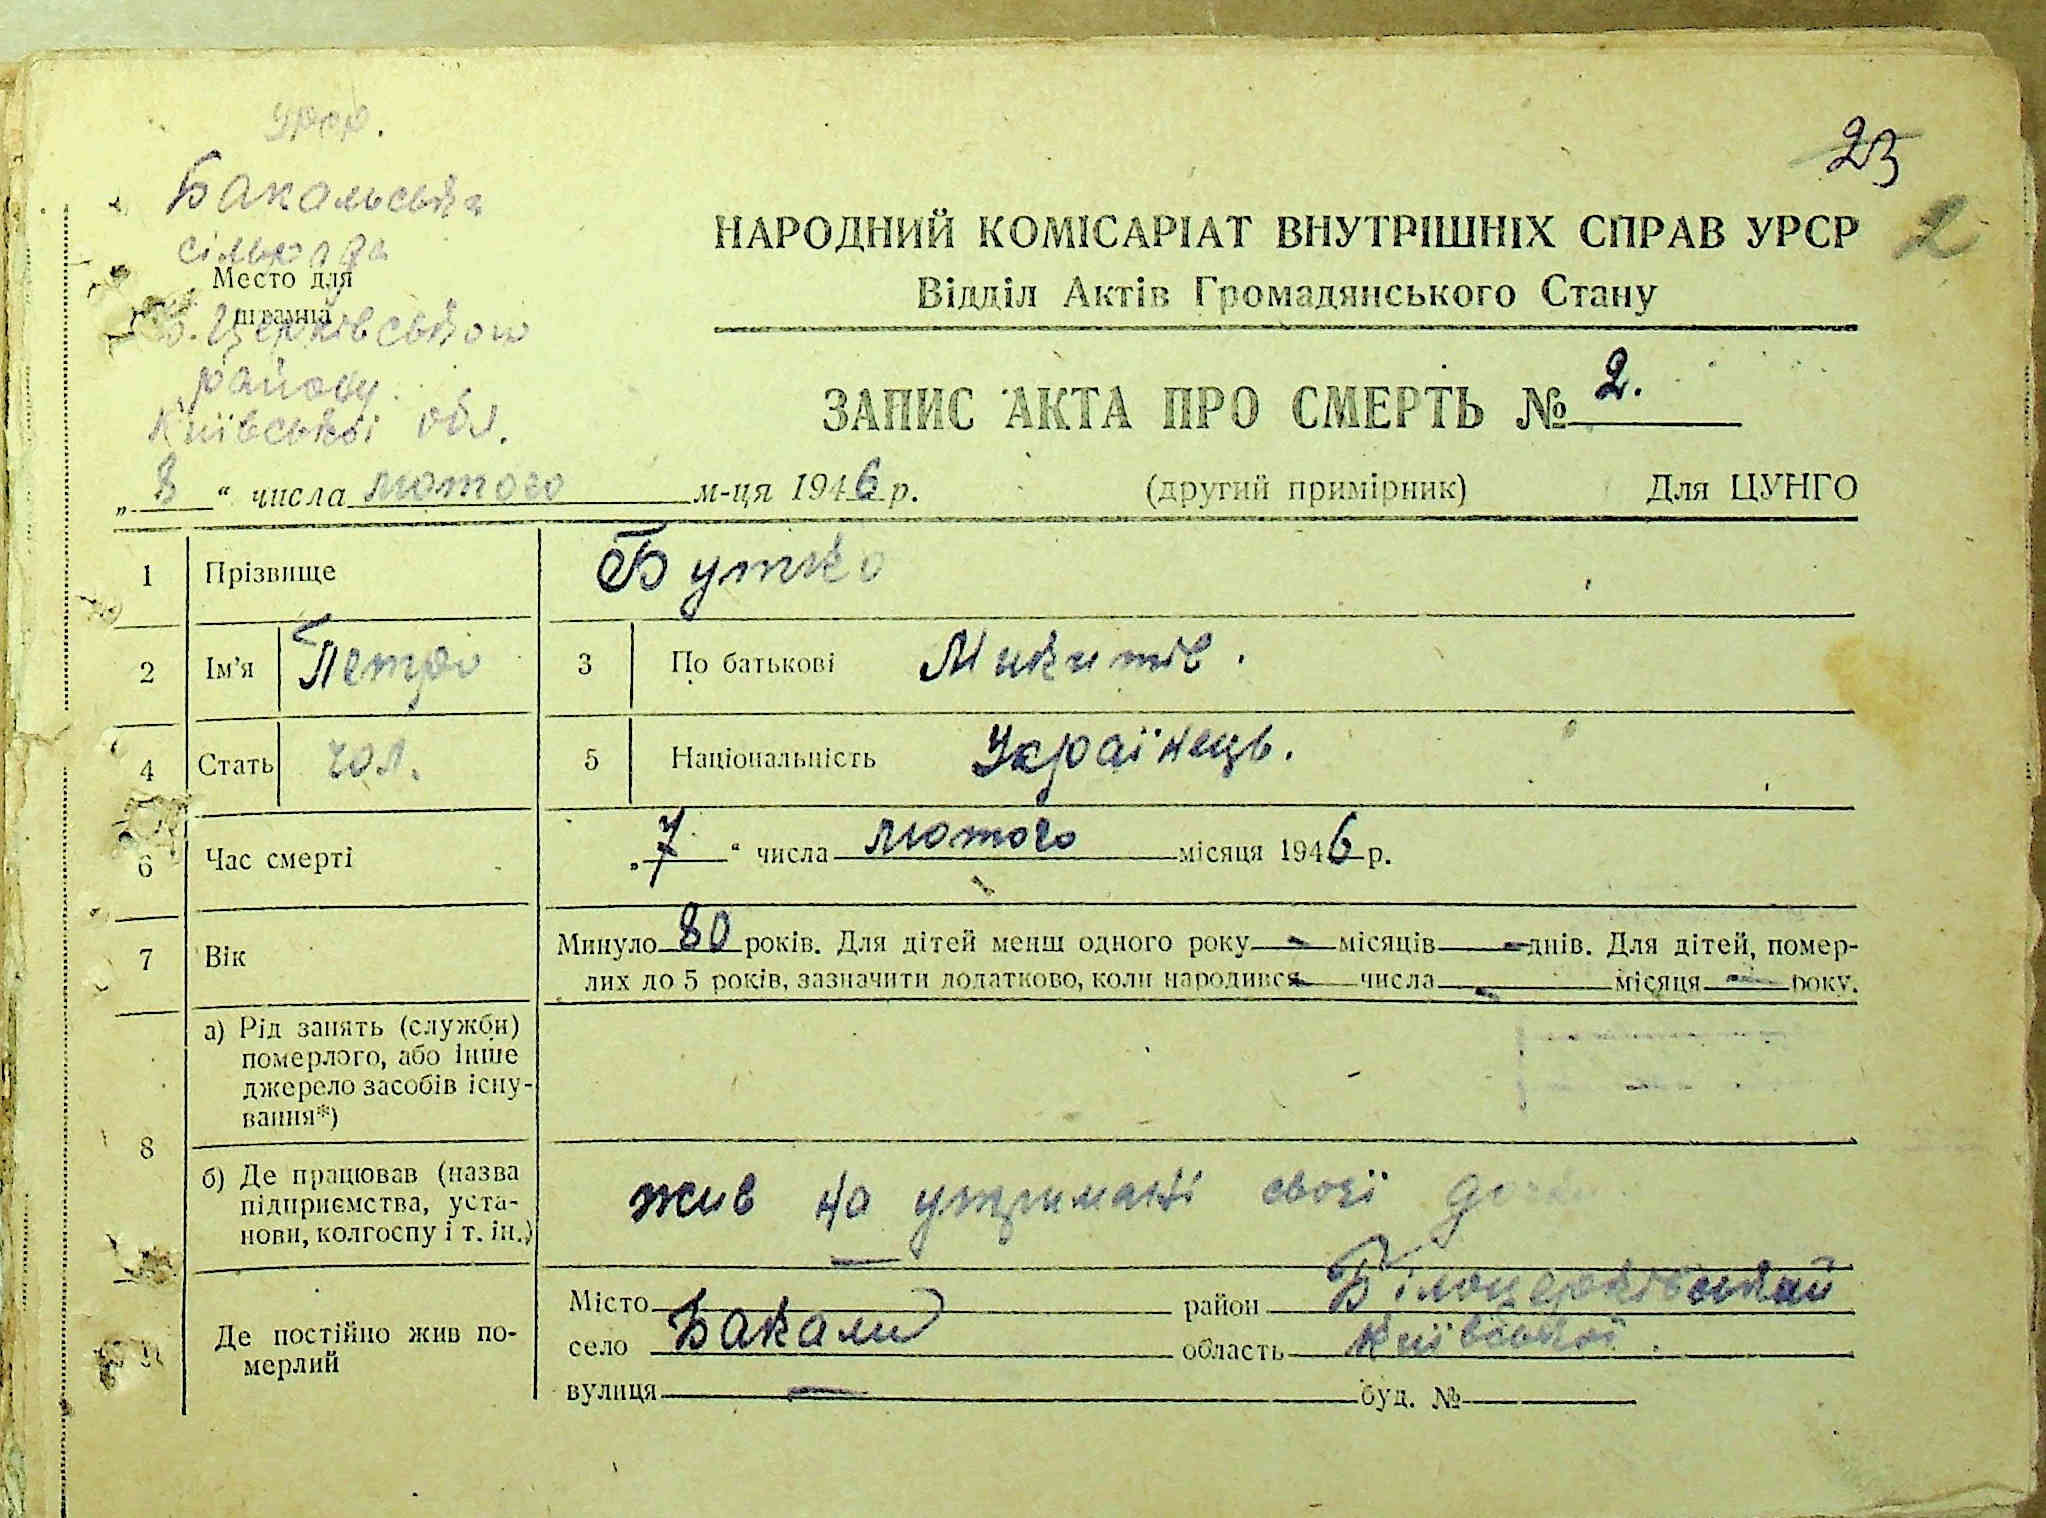 УРСР.
Бакальська
сільрада
Место для
штампа
Б. Церківського
району
Київської обл.
23
2
НАРОДНИЙ КОМІСАРІАТ ВНУТРІШНІХ СПРАВ УРСР
Відділ Актів Громадянського Стану
ЗАПИС АКТА ПРО СМЕРТЬ № 2.
„8“ числа лютого м-ця 1946 р. (другий примірник) Для ЦУНГО
1 Прізвище Бутко
2 Ім’я Петро 3 По батькові Микитів.
4 Стать чол. 5 Національність Українець.
6 Час смерті „7“ числа лютого місяця 1946 р.
7 Вік Минуло 80 років. Для дітей менш одного року — місяців — днів. Для дітей, помер-
лих до 5 років, зазначити додатково, коли народився — числа — місяця — року.
8 а) Рід занять (служби)
померлого, або інше
джерело засобів існу-
вання*)
б) Де працював (назва
підприємства, уста-
нови, колгоспу і т. ін.)
жив на утриманні своєї дочки
9 Де постійно жив по-
мерлий
Місто — район Білоцерківський
село Бакали область Київської.
вулиця — буд. №